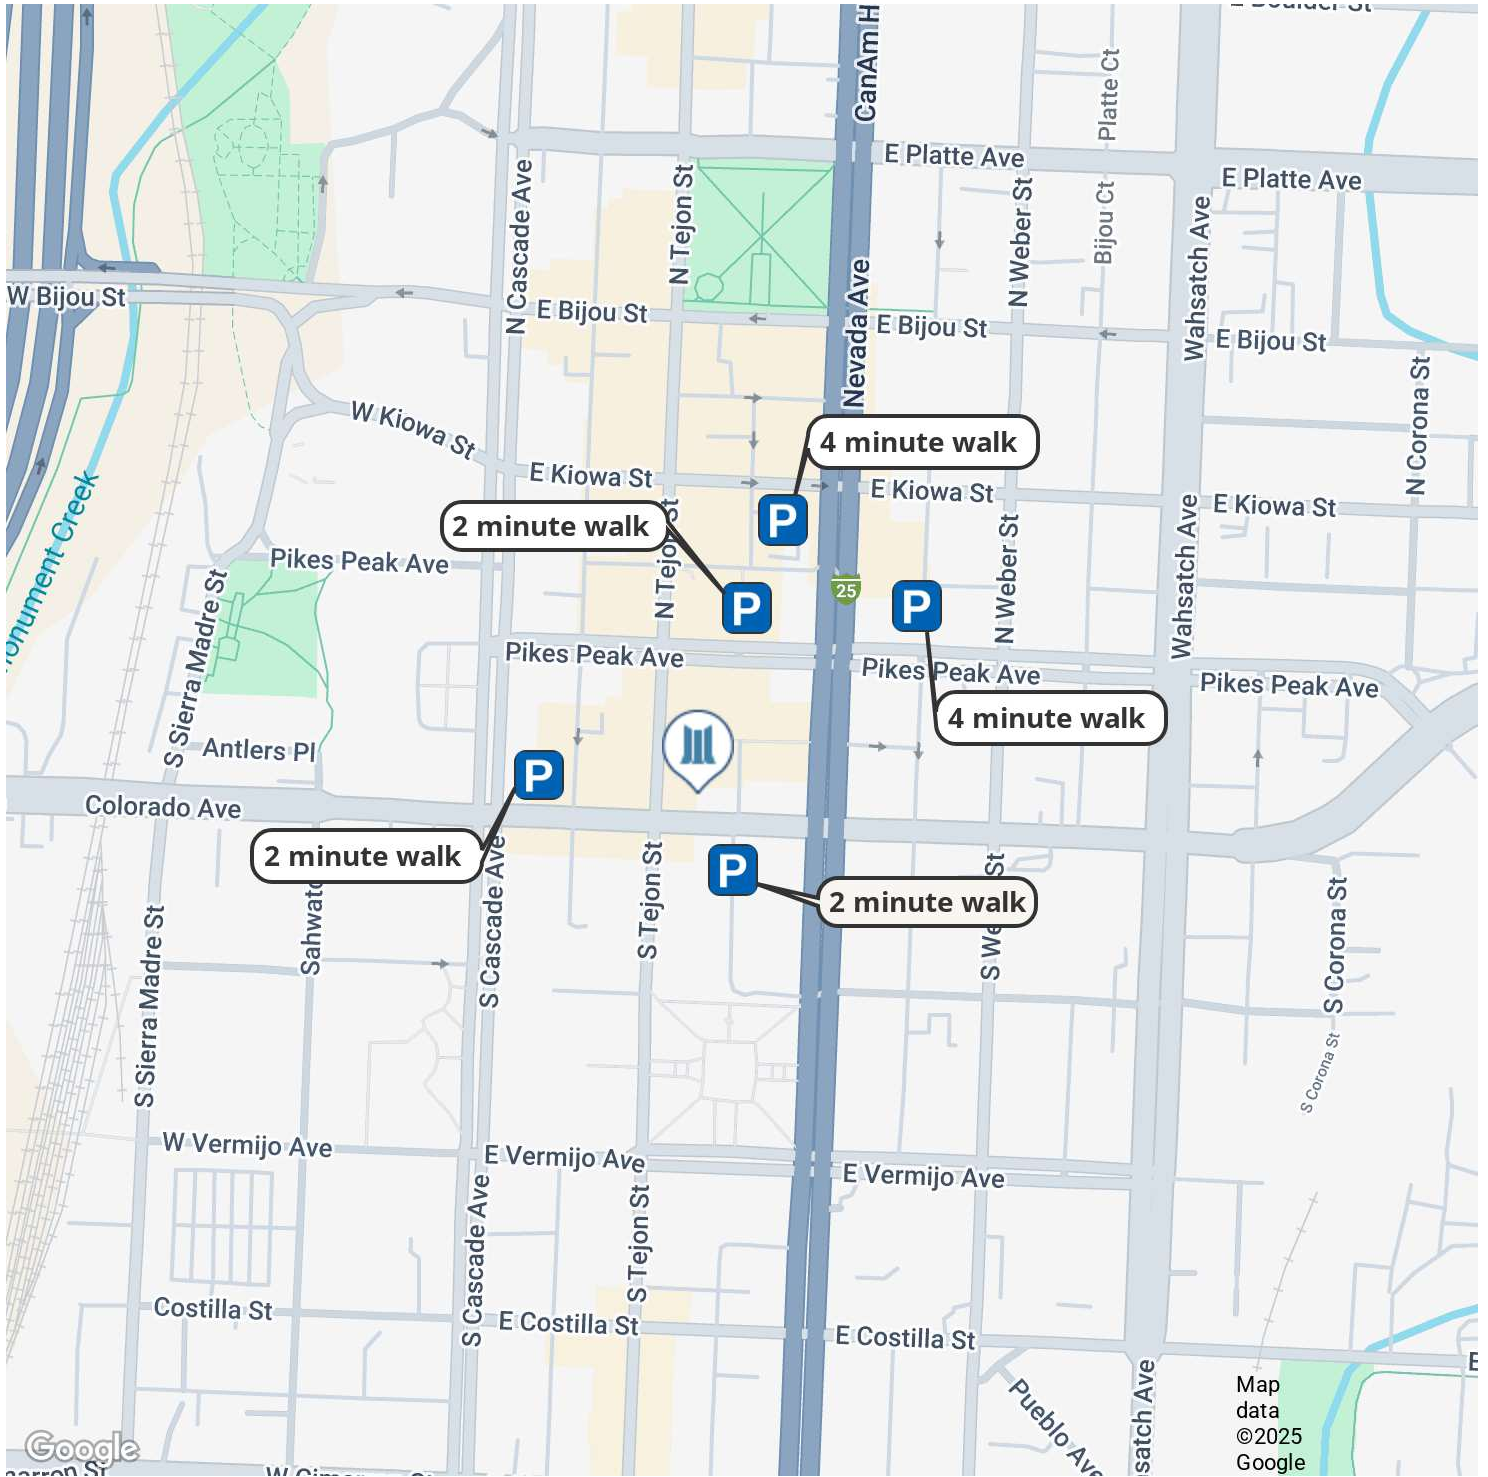 CanAm H
Platte Ct
E Platte Ave
E Platte Ave
N Cascade Ave
N Tejon St
N Weber St
Bijou Ct
Wahsatch Ave
W Bijou St
E Bijou St
Nevada Ave
E Bijou St
E Bijou St
W Kiowa St
N Corona St
4 minute walk
E Kiowa St
E Kiowa St
E Kiowa St
2 minute walk
P
N Tejon St
N Weber St
Wahsatch Ave
Pikes Peak Ave
25
P
P
S Sierra Madre St
Pikes Peak Ave
Pikes Peak Ave
Pikes Peak Ave
4 minute walk
Antlers Pl
P
Colorado Ave
2 minute walk
P
2 minute walk
S Cascade Ave
S Tejon St
S Corona St
S Sierra Madre St
S Corona St
W Vermijo Ave
E Vermijo Ave
E Vermijo Ave
S Cascade Ave
S Tejon St
Costilla St
E Costilla St
E Costilla St
Pueblo Ave
Map
data
©2025
Google
Google